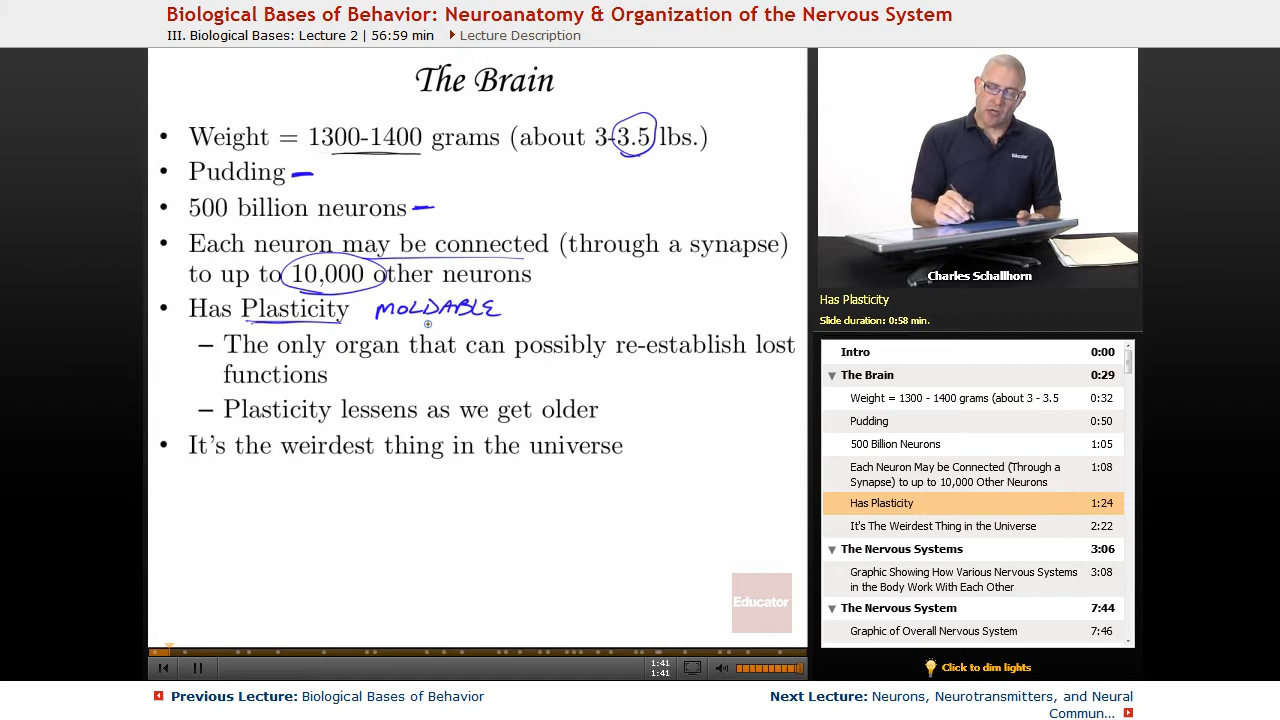 Biological Bases of Behavior: Neuroanatomy & Organization of the Nervous System
III. Biological Bases: Lecture 2 | 56:59 min Lecture Description
The Brain
• Weight = 1300-1400 grams (about 3-3.5 lbs.)
• Pudding
• 500 billion neurons
• Each neuron may be connected (through a synapse)
to up to 10,000 other neurons
• Has Plasticity MOLDABLE
– The only organ that can possibly re-establish lost
functions
– Plasticity lessens as we get older
• It's the weirdest thing in the universe
Educator
Educator
Charles Schallhorn
Has Plasticity
Slide duration: 0:58 min.
Intro 0:00
The Brain 0:29
Weight = 1300 - 1400 grams (about 3 - 3.5 0:32
Pudding 0:50
500 Billion Neurons 1:05
Each Neuron May be Connected (Through a 1:08
Synapse) to up to 10,000 Other Neurons
Has Plasticity 1:24
It's The Weirdest Thing in the Universe 2:22
The Nervous Systems 3:06
Graphic Showing How Various Nervous Systems 3:08
in the Body Work With Each Other
The Nervous System 7:44
Graphic of Overall Nervous System 7:46
1:41
1:41
Click to dim lights
Previous Lecture: Biological Bases of Behavior
Next Lecture: Neurons, Neurotransmitters, and Neural
Commun...